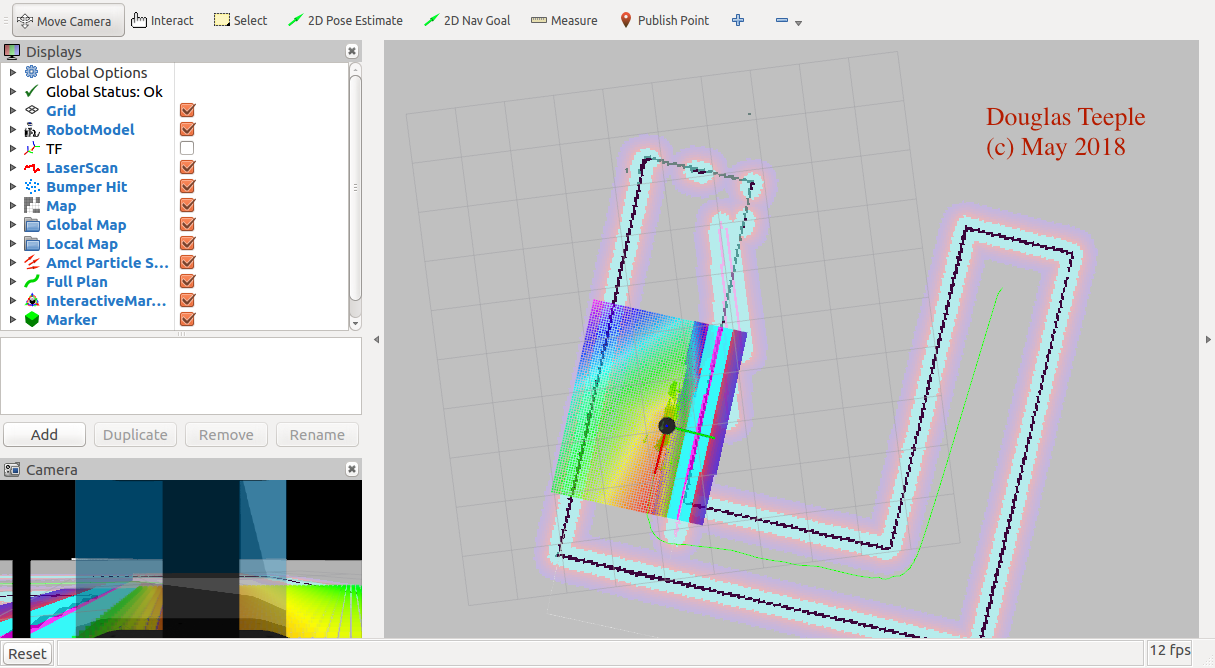 Move Camera Interact Select 2D Pose Estimate 2D Nav Goal Measure Publish Point
Displays
Global Options
Global Status: Ok
Grid
RobotModel
TF
LaserScan
Bumper Hit
Map
Global Map
Local Map
Amcl Particle S...
Full Plan
InteractiveMar...
Marker
Add Duplicate Remove Rename
Camera
Douglas Teeple
(c) May 2018
Reset
12 fps